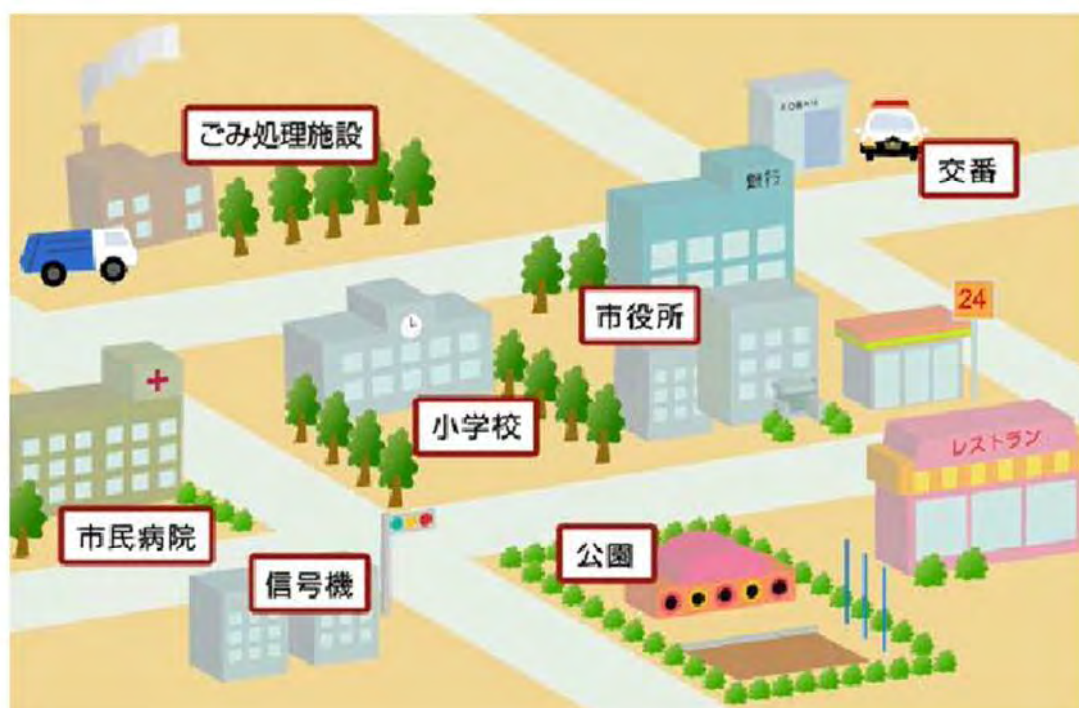 ごみ処理施設
交番
銀行
市役所
24
小学校
レストラン
市民病院
公園
信号機